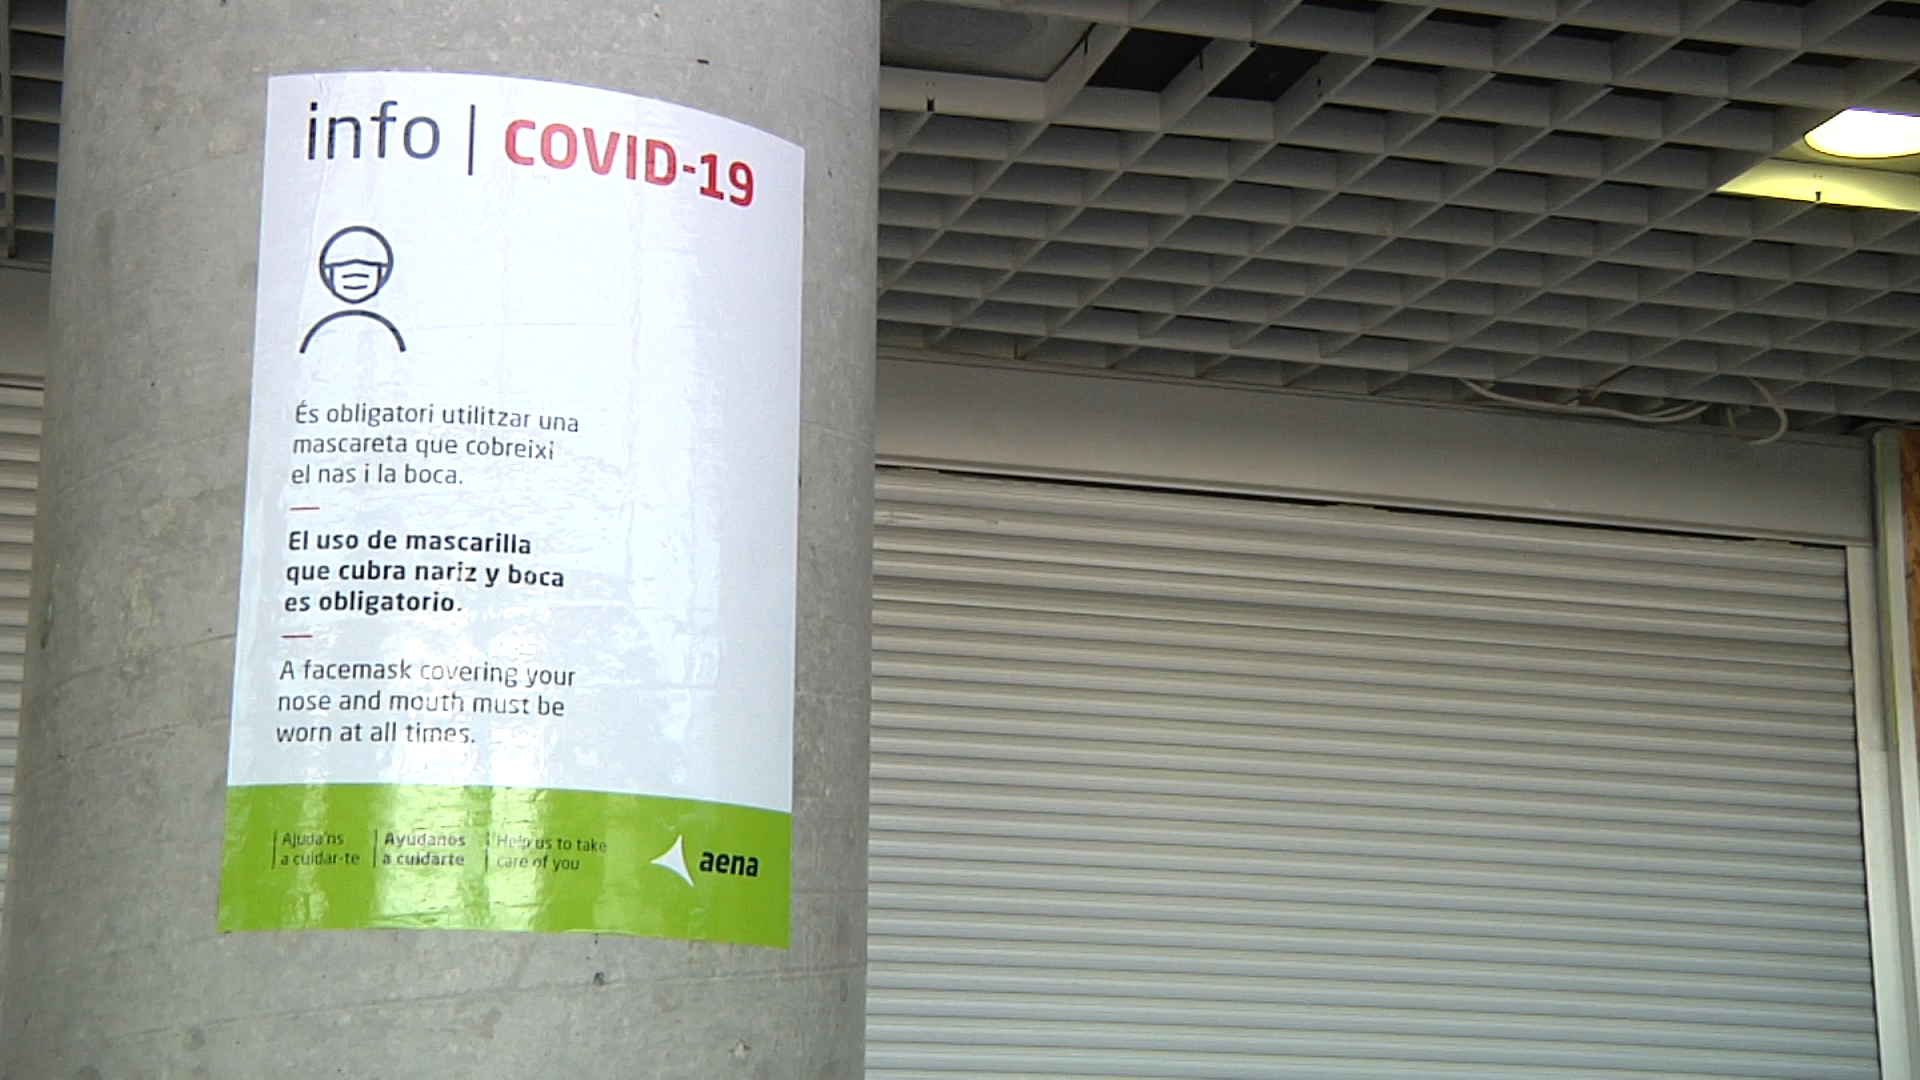 info | COVID-19
És obligatori utilitzar una
mascareta que cobreixi
el nas i la boca.
El uso de mascarilla
que cubra nariz y boca
es obligatorio.
A facemask covering your
nose and mouth must be
worn at all times.
Ajuda'ns
a cuidar-te
Ayúdanos
a cuidarte
Help us to take
care of you
aena